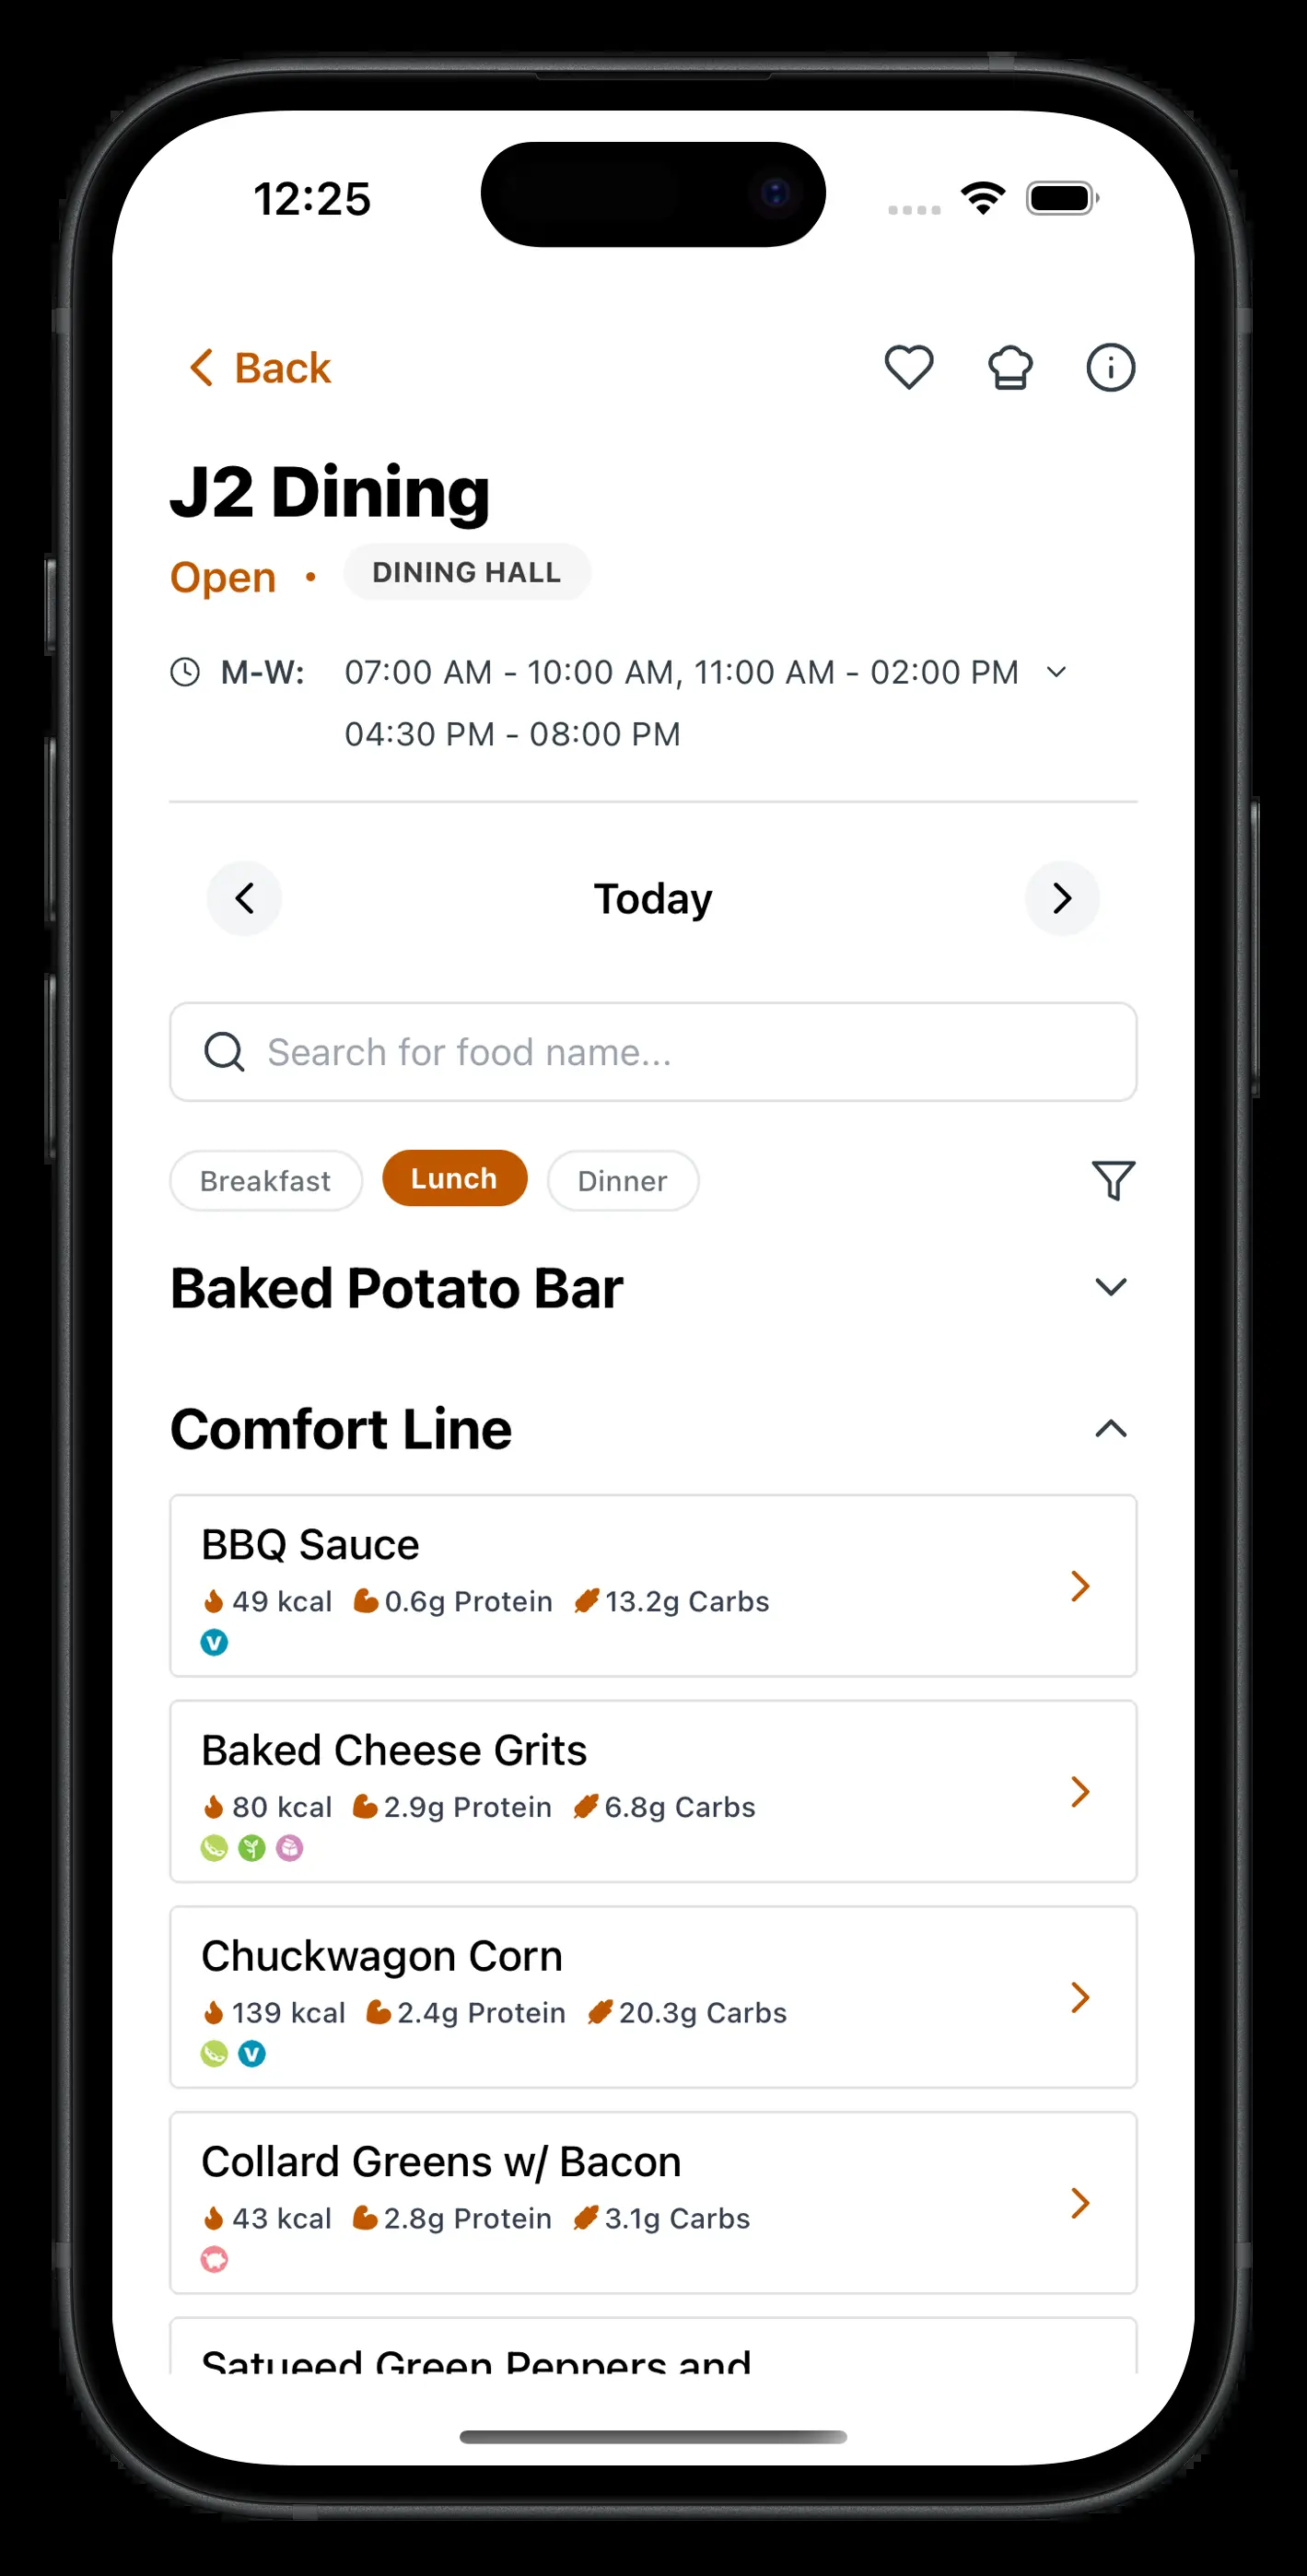 12:25
Back
J2 Dining
Open • DINING HALL
M-W: 07:00 AM - 10:00 AM, 11:00 AM - 02:00 PM
04:30 PM - 08:00 PM
Today
Search for food name...
Breakfast Lunch Dinner
Baked Potato Bar
Comfort Line
BBQ Sauce
49 kcal 0.6g Protein 13.2g Carbs
V
Baked Cheese Grits
80 kcal 2.9g Protein 6.8g Carbs
Chuckwagon Corn
139 kcal 2.4g Protein 20.3g Carbs
V
Collard Greens w/ Bacon
43 kcal 2.8g Protein 3.1g Carbs
Satueed Green Peppers and